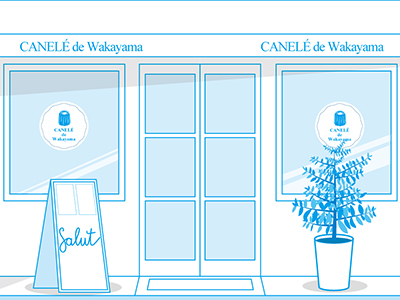 CANELÉ de Wakayama
CANELÉ de Wakayama
CANELÉ
de
Wakayama
CANELÉ
de
Wakayama
Salut